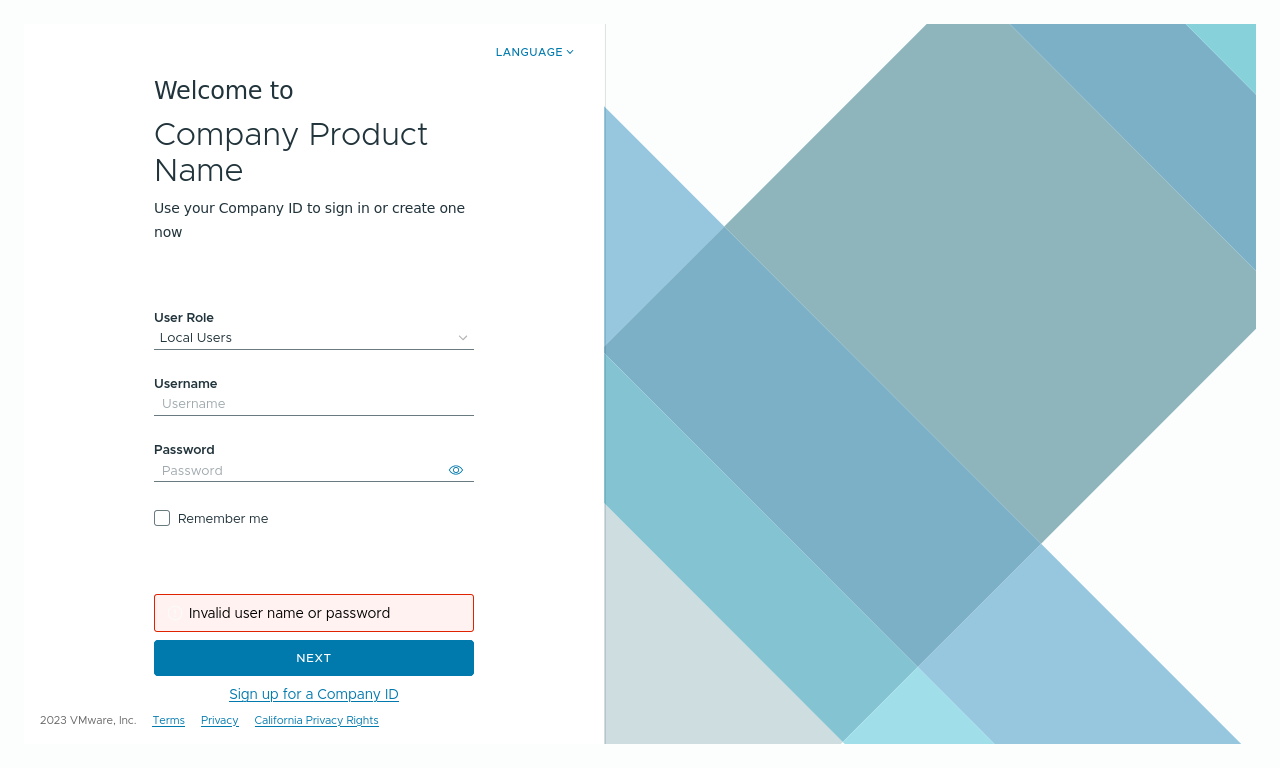 LANGUAGE
Welcome to
Company Product
Name
Use your Company ID to sign in or create one
now
User Role
Local Users
Username
Username
Password
Password
Remember me
Invalid user name or password
NEXT
Sign up for a Company ID
2023 VMware, Inc. Terms Privacy California Privacy Rights